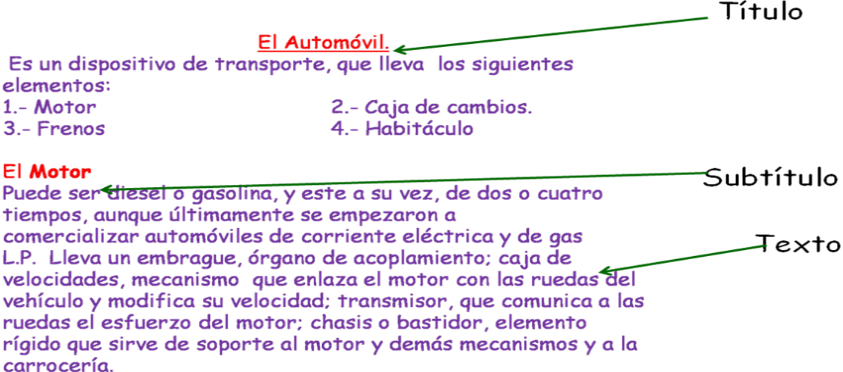 Título
El Automóvil.
Es un dispositivo de transporte, que lleva los siguientes
elementos:
1.- Motor 2.- Caja de cambios.
3.- Frenos 4.- Habitáculo
El Motor
Subtítulo
Puede ser diesel o gasolina, y este a su vez, de dos o cuatro
tiempos, aunque últimamente se empezaron a
comercializar automóviles de corriente eléctrica y de gas
Texto
L.P. Lleva un embrague, órgano de acoplamiento; caja de
velocidades, mecanismo que enlaza el motor con las ruedas del
vehículo y modifica su velocidad; transmisor, que comunica a las
ruedas el esfuerzo del motor; chasis o bastidor, elemento
rígido que sirve de soporte al motor y demás mecanismos y a la
carrocería.